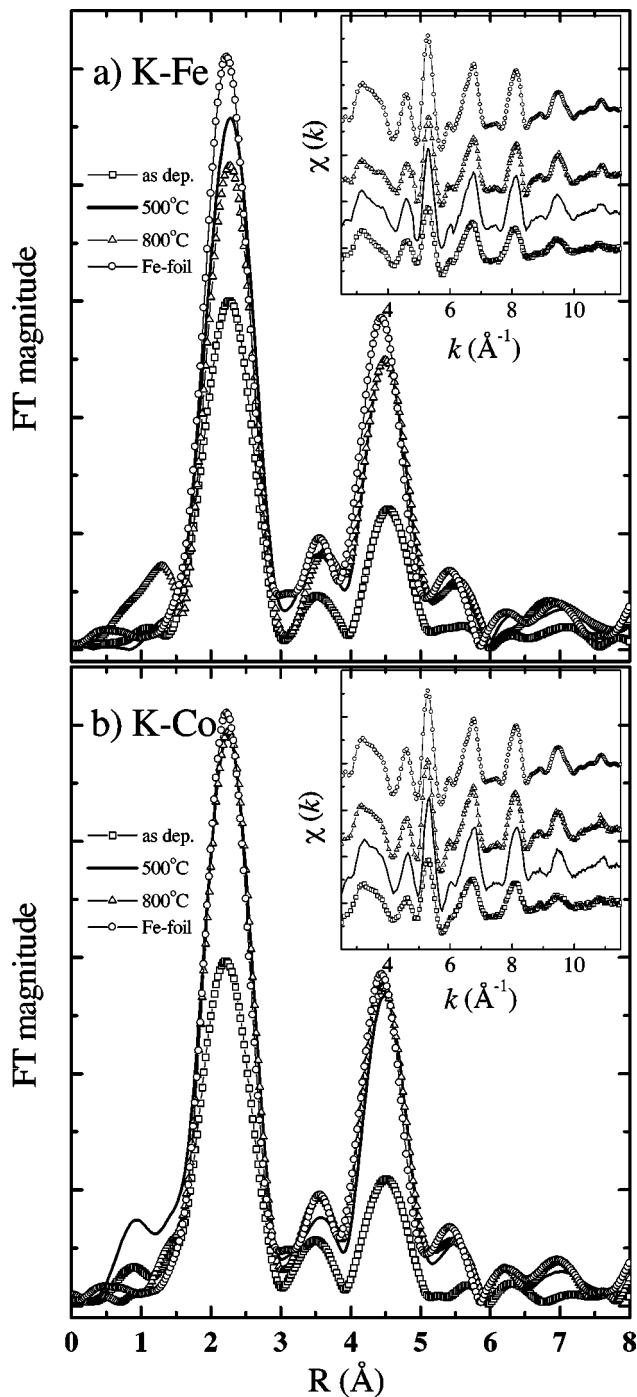 a) K-Fe
as dep.
500°C
800°C
Fe-foil
FT magnitude
χ (k)
4 6 8 10
k (Å⁻¹)
b) K-Co
as dep.
500°C
800°C
Fe-foil
FT magnitude
χ (k)
4 6 8 10
k (Å⁻¹)
0 1 2 3 4 5 6 7 8
R (Å)